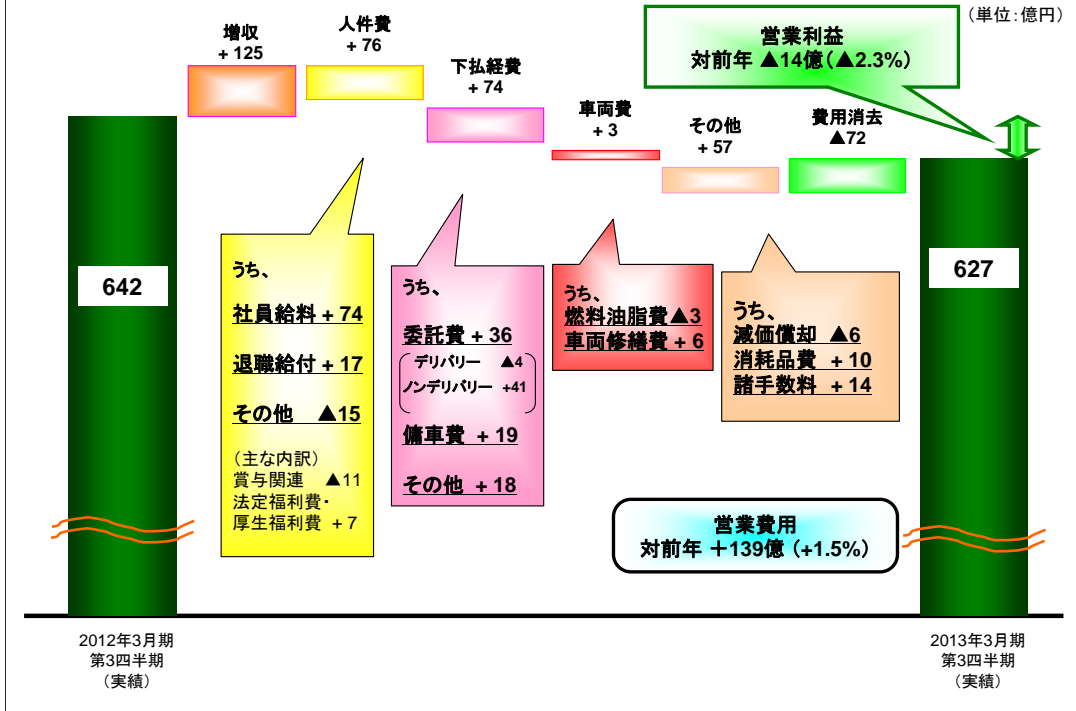 (単位:億円)
増収
+ 125
人件費
+ 76
下払経費
+ 74
車両費
+ 3
その他
+ 57
費用消去
▲72
営業利益
対前年 ▲14億(▲2.3%)
642
627
うち、
社員給料 + 74
退職給付 + 17
その他 ▲15
(主な内訳)
賞与関連 ▲11
法定福利費・
厚生福利費 + 7
うち、
委託費 + 36
デリバリー ▲4
ノンデリバリー +41
傭車費 + 19
その他 + 18
うち、
燃料油脂費▲3
車両修繕費+ 6
うち、
減価償却 ▲6
消耗品費 + 10
諸手数料 + 14
営業費用
対前年 +139億 (+1.5%)
2012年3月期
第3四半期
(実績)
2013年3月期
第3四半期
(実績)